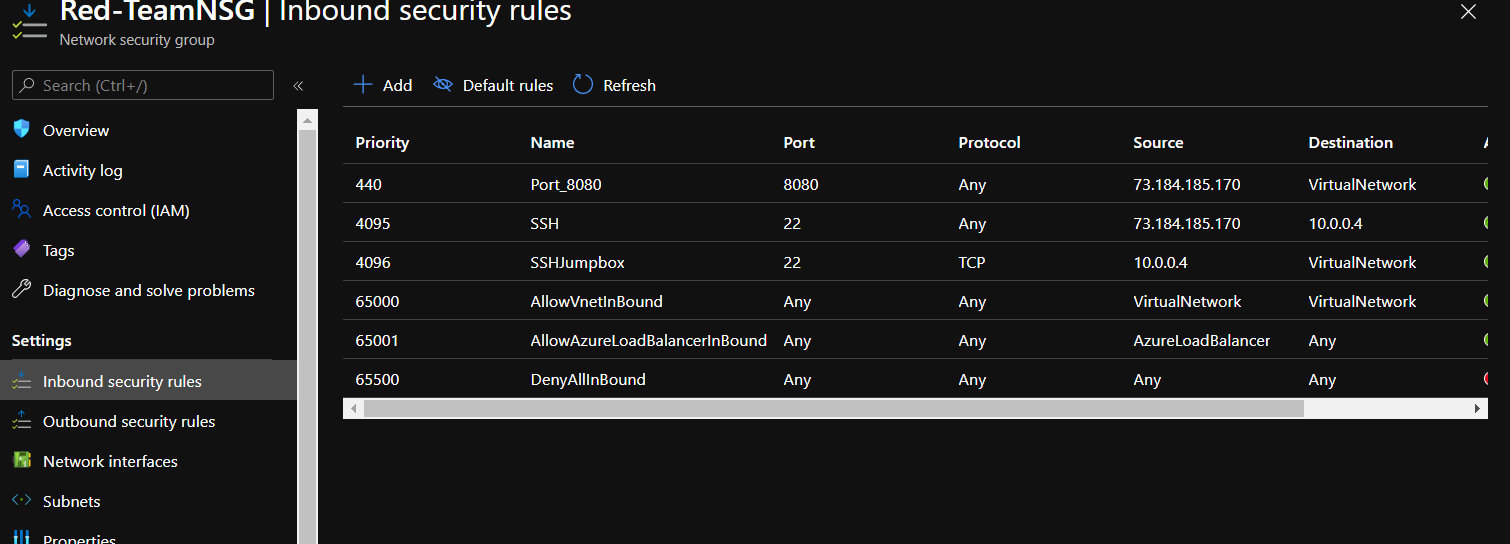 Red-TeamNSG | Inbound security rules
Network security group
Search (Ctrl+/)
«
Add
Default rules
Refresh
Overview
Activity log
Access control (IAM)
Tags
Diagnose and solve problems
Settings
Inbound security rules
Outbound security rules
Network interfaces
Subnets
Properties
Priority Name Port Protocol Source Destination
440 Port_8080 8080 Any 73.184.185.170 VirtualNetwork
4095 SSH 22 Any 73.184.185.170 10.0.0.4
4096 SSHJumpbox 22 TCP 10.0.0.4 VirtualNetwork
65000 AllowVnetInBound Any Any VirtualNetwork VirtualNetwork
65001 AllowAzureLoadBalancerInBound Any Any AzureLoadBalancer Any
65500 DenyAllInBound Any Any Any Any